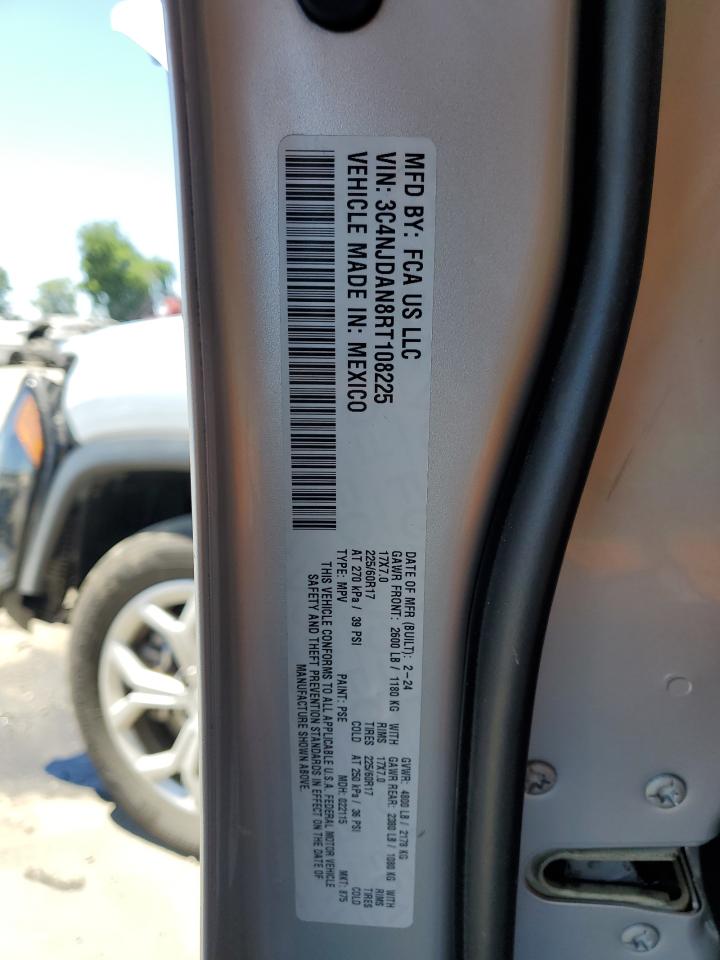 MFD BY: FCA US LLC
VIN: 3C4NJDAN8RT108225
VEHICLE MADE IN: MEXICO
DATE OF MFR (BUILT): 2-24 GVWR: 4800 LB / 2178 KG
GAWR FRONT: 2600 LB / 1180 KG WITH GAWR REAR: 2380 LB / 1080 KG WITH
17X7.0 RIMS 17X7.0 RIMS
225/60R17 TIRES 225/60R17 TIRES
AT 270 kPa / 39 PSI COLD AT 250 kPa / 36 PSI COLD
TYPE: MPV PAINT: PSE MDH: 022115 MKT: 875
THIS VEHICLE CONFORMS TO ALL APPLICABLE U.S.A. FEDERAL MOTOR VEHICLE
SAFETY AND THEFT PREVENTION STANDARDS IN EFFECT ON THE DATE OF
MANUFACTURE SHOWN ABOVE.